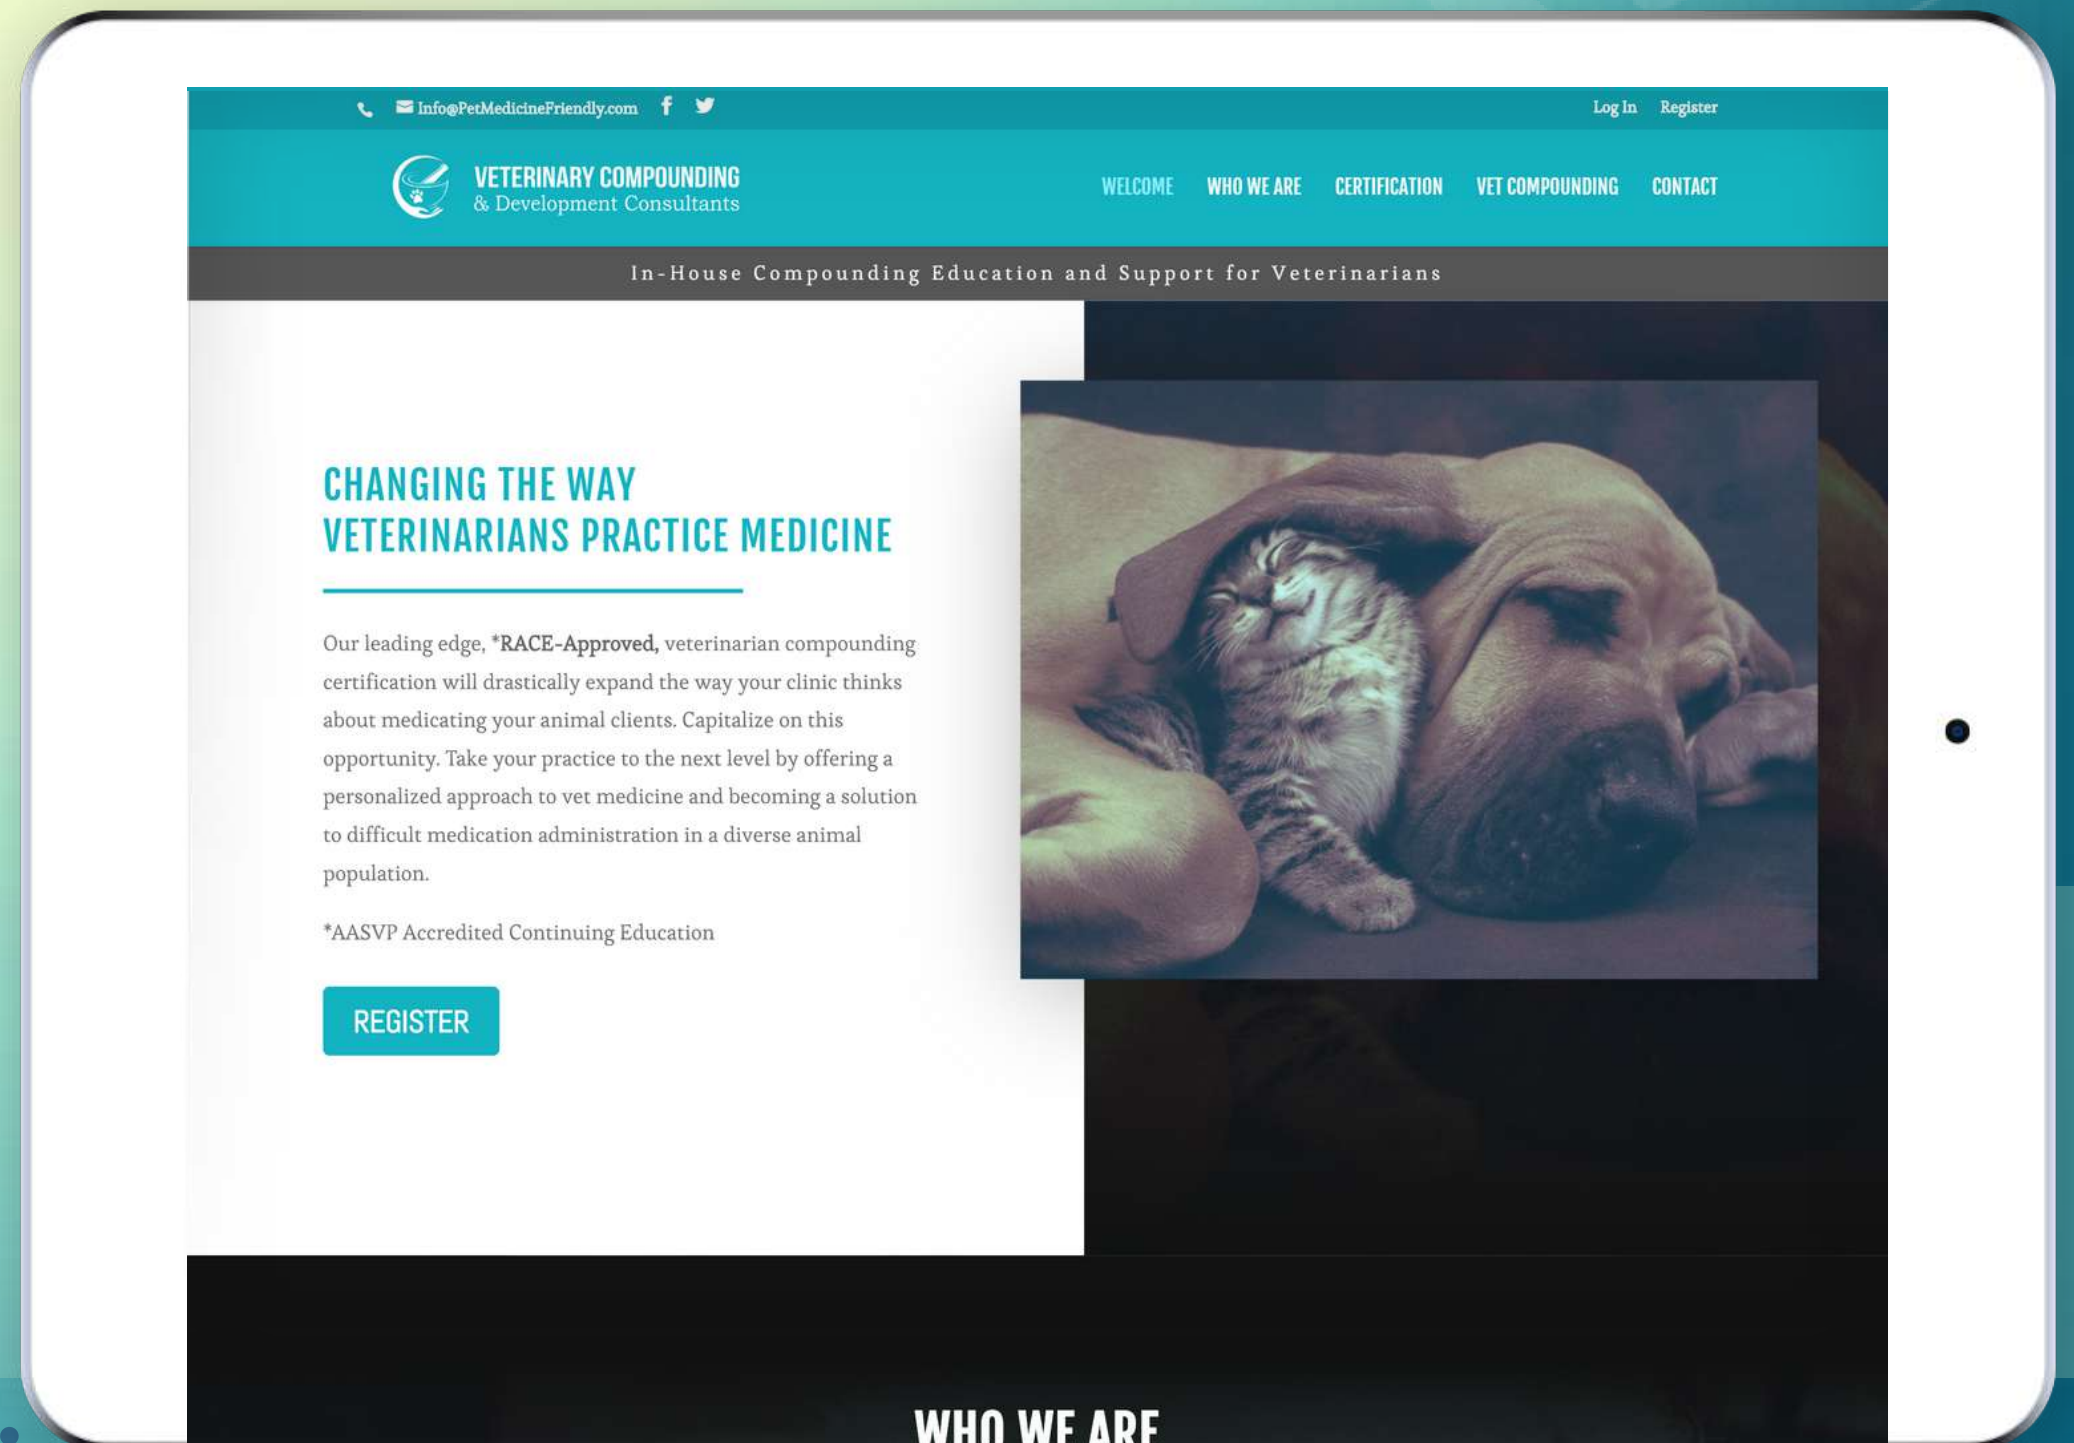 Info@PetMedicineFriendly.com
Log In Register
VETERINARY COMPOUNDING
& Development Consultants
WELCOME WHO WE ARE CERTIFICATION VET COMPOUNDING CONTACT
In-House Compounding Education and Support for Veterinarians
CHANGING THE WAY
VETERINARIANS PRACTICE MEDICINE
Our leading edge, *RACE-Approved, veterinarian compounding
certification will drastically expand the way your clinic thinks
about medicating your animal clients. Capitalize on this
opportunity. Take your practice to the next level by offering a
personalized approach to vet medicine and becoming a solution
to difficult medication administration in a diverse animal
population.
*AASVP Accredited Continuing Education
REGISTER
WHO WE ARE